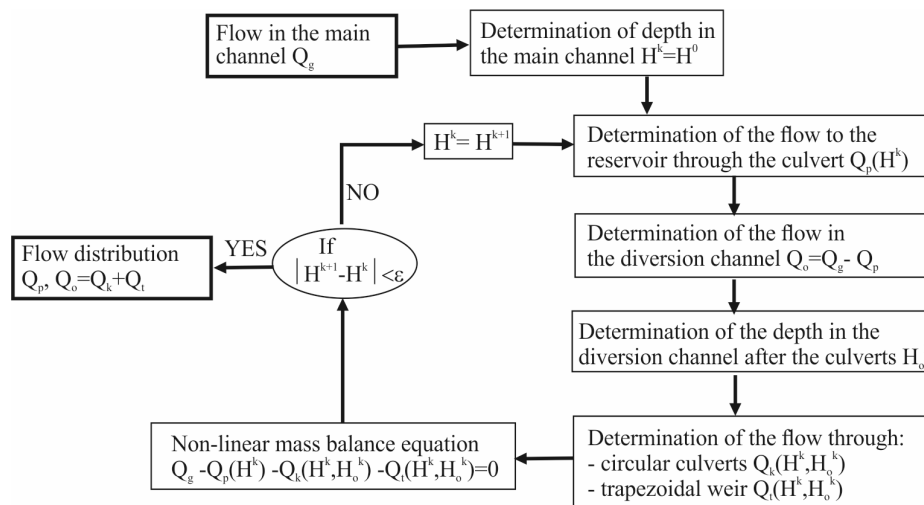 Flow in the main
channel Q_g
Determination of depth in
the main channel H^k=H^0
H^k= H^{k+1}
Determination of the flow to the
reservoir through the culvert Q_p(H^k)
NO
Flow distribution
Q_p, Q_o=Q_k+Q_t
YES
If
|H^{k+1}-H^k| <ε
Determination of the flow in
the diversion channel Q_o=Q_g- Q_p
Determination of the depth in the
diversion channel after the culverts H_o
Non-linear mass balance equation
Q_g -Q_p(H^k) -Q_k(H^k,H_o^k) -Q_t(H^k,H_o^k)=0
Determination of the flow through:
- circular culverts Q_k(H^k,H_o^k)
- trapezoidal weir Q_t(H^k,H_o^k)